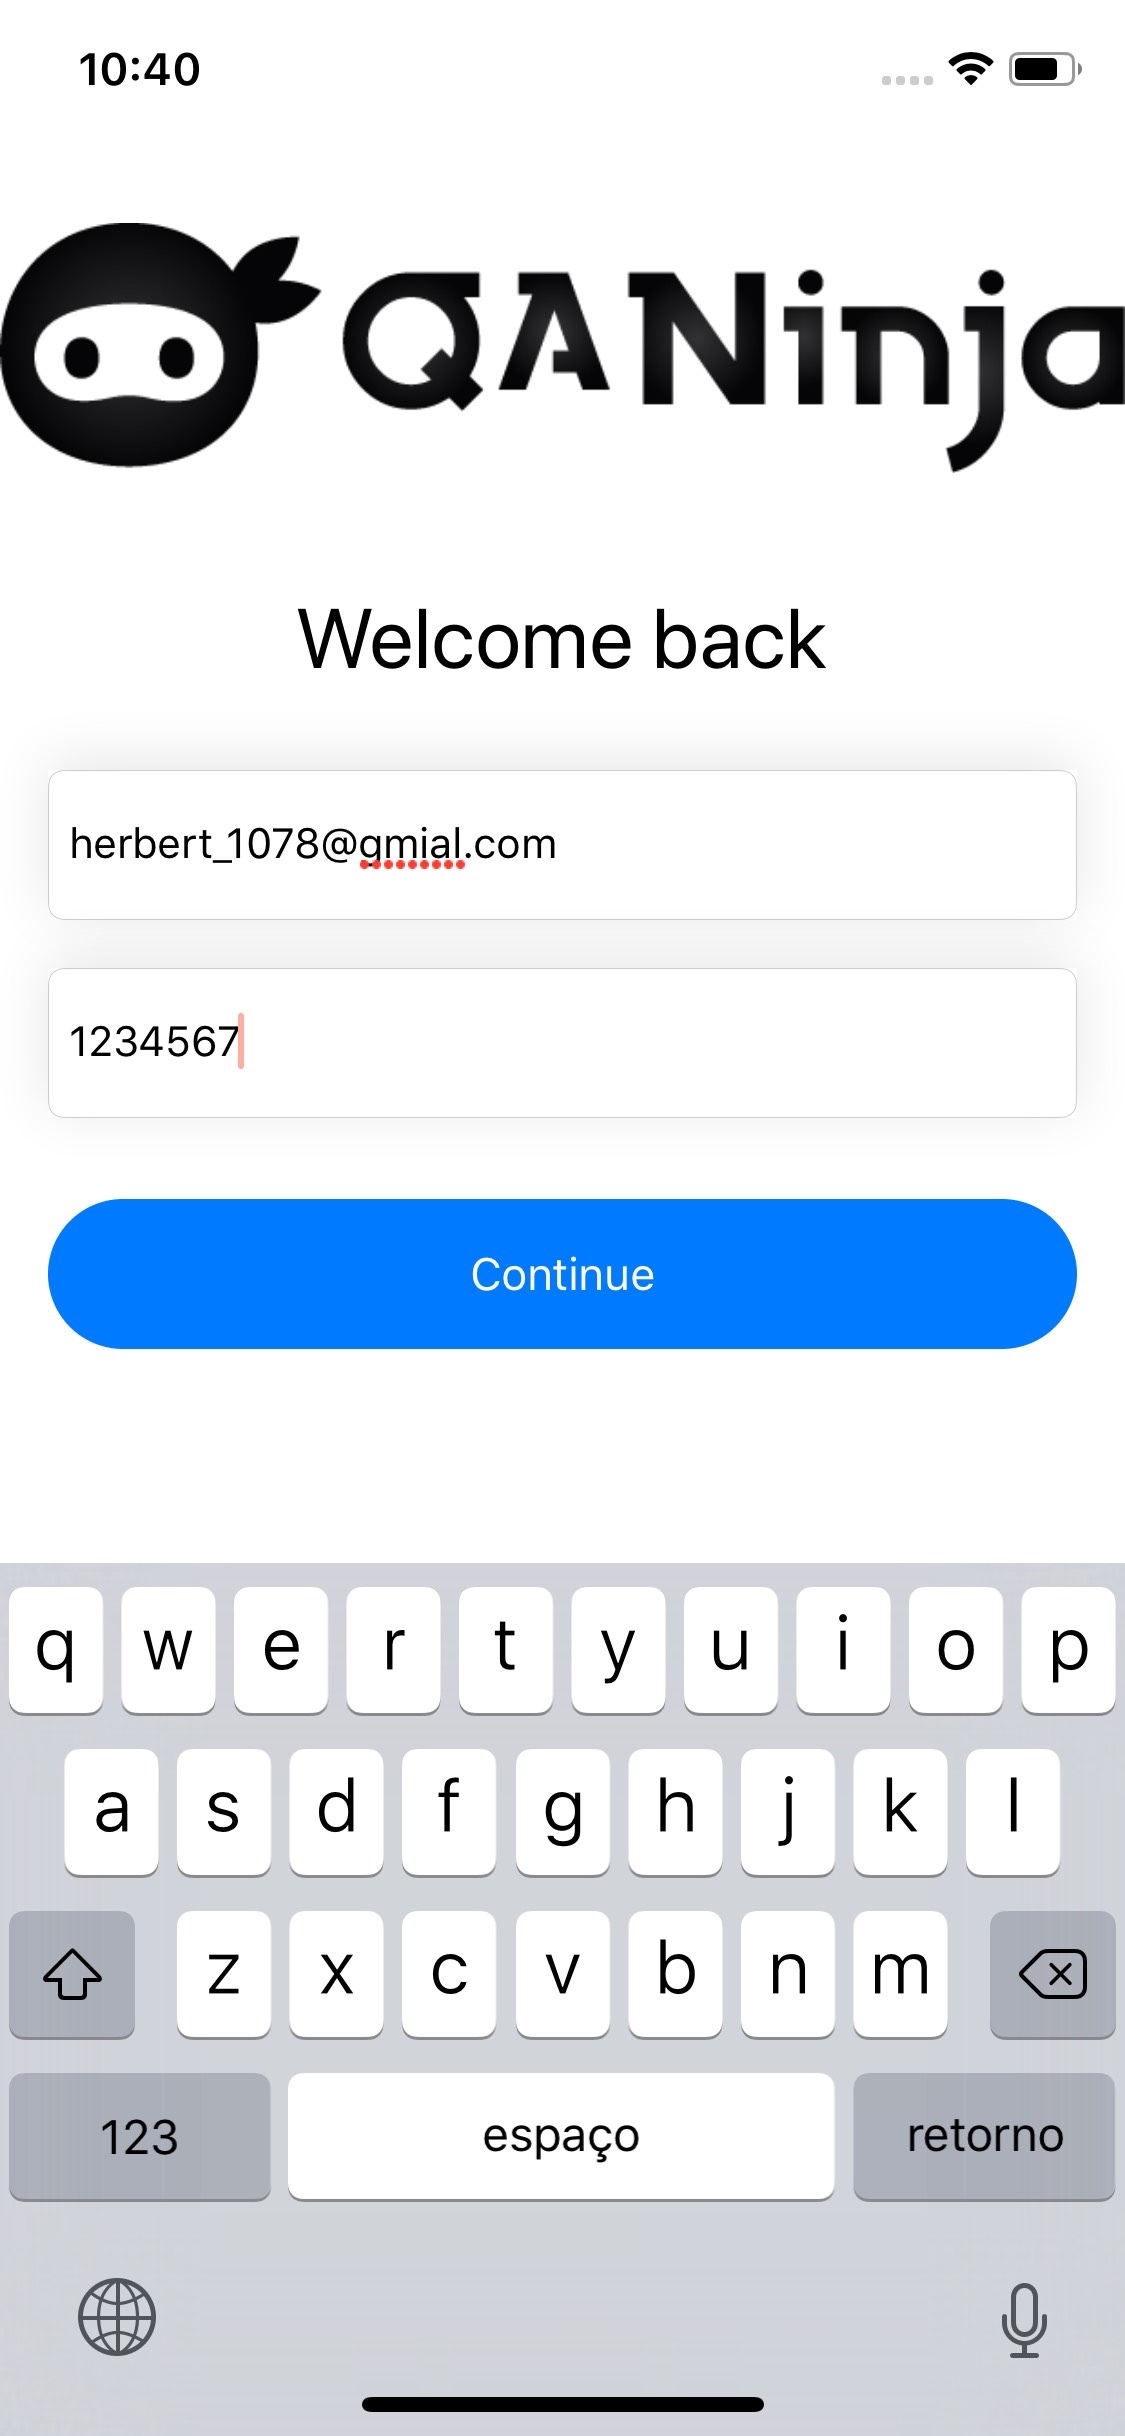 10:40
QANinja
Welcome back
herbert_1078@gmial.com
1234567
Continue
q w e r t y u i o p
a s d f g h j k l
z x c v b n m
123 espaço retorno